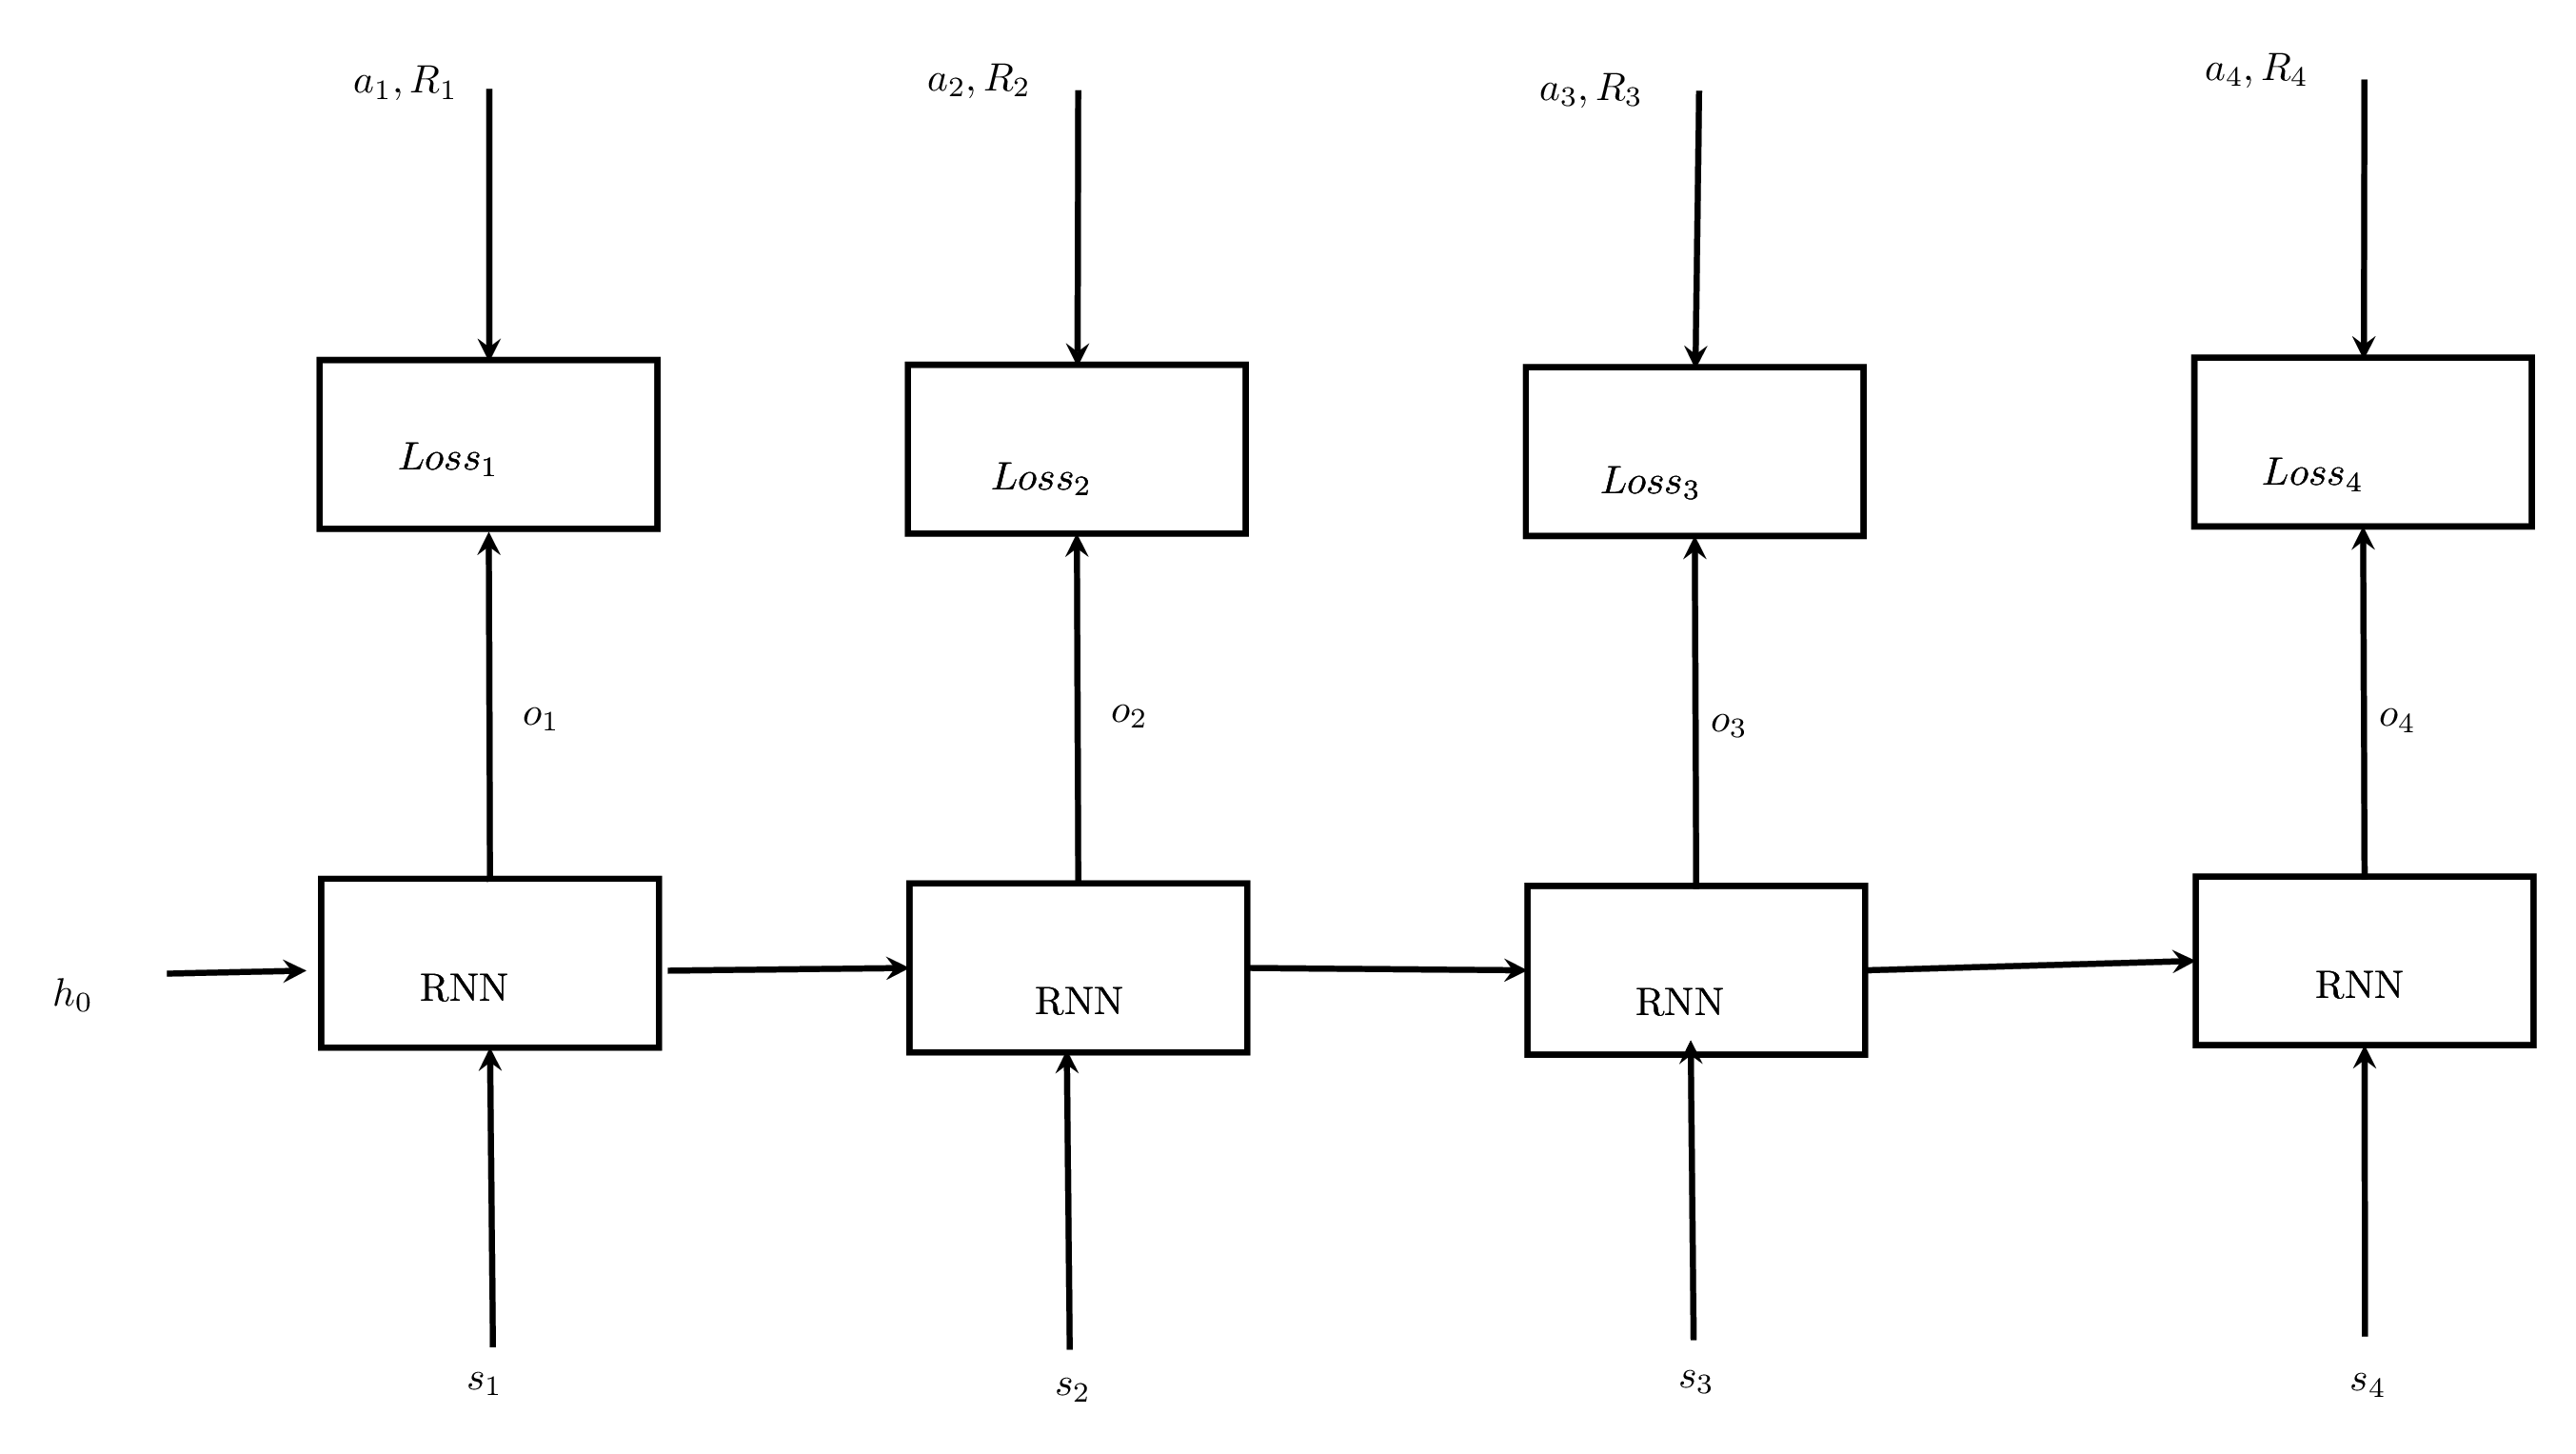 a_1, R_1
a_2, R_2
a_3, R_3
a_4, R_4
Loss_1
Loss_2
Loss_3
Loss_4
o_1
o_2
o_3
o_4
h_0
RNN
RNN
RNN
RNN
s_1
s_2
s_3
s_4